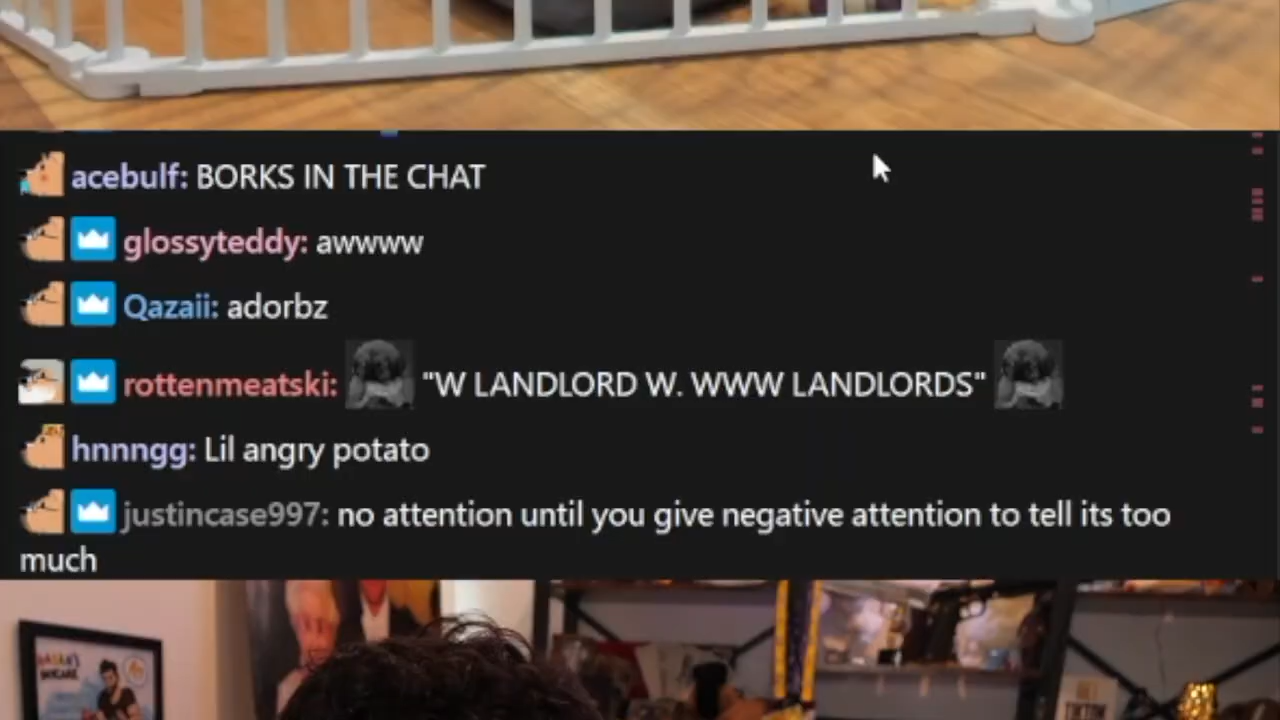 acebulf: BORKS IN THE CHAT
glossyteddy: awwww
Qazaii: adorbz
rottenmeatski: "W LANDLORD W. WWW LANDLORDS"
hnnngg: Lil angry potato
justincase997: no attention until you give negative attention to tell its too
much